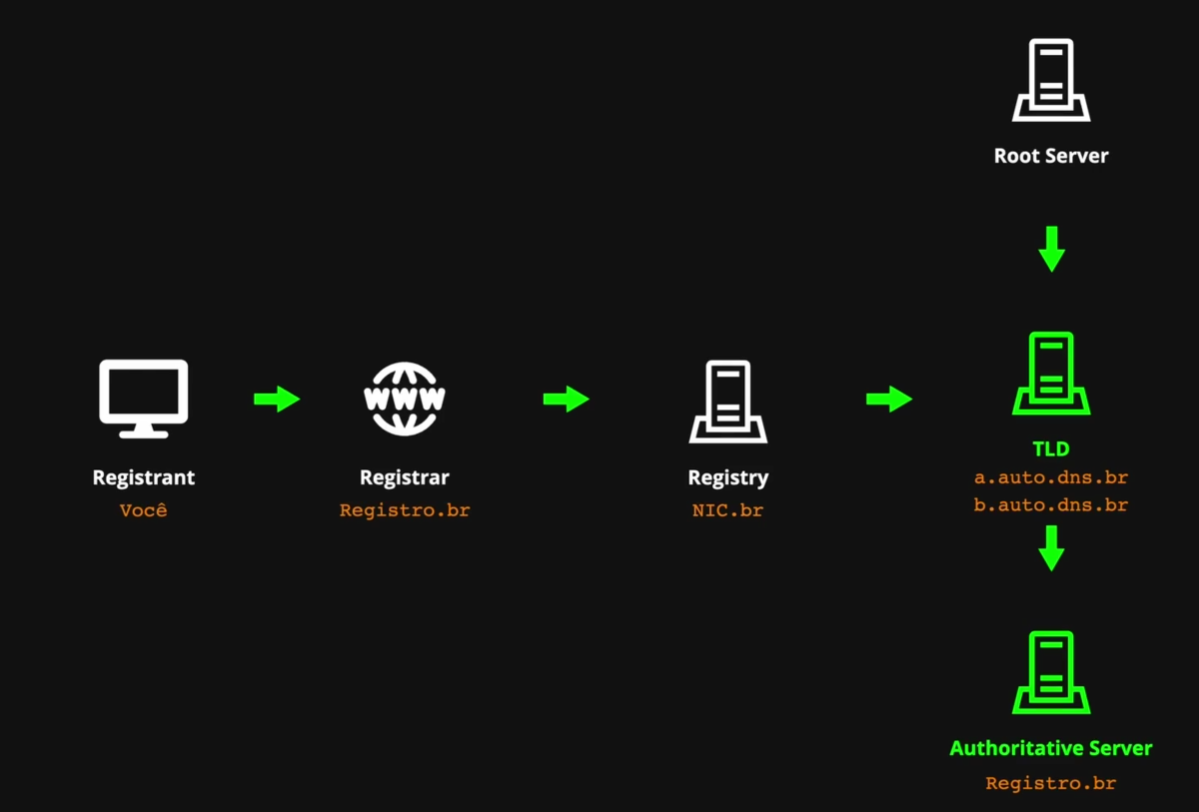 Root Server
www
Registrant
Você
Registrar
Registro.br
Registry
NIC.br
TLD
a.auto.dns.br
b.auto.dns.br
Authoritative Server
Registro.br